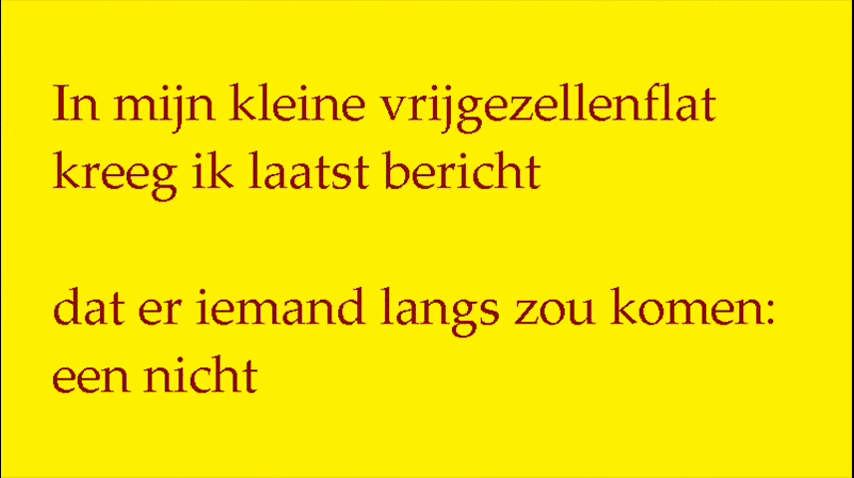 In mijn kleine vrijgezellenflat
kreeg ik laatst bericht
dat er iemand langs zou komen:
een nicht